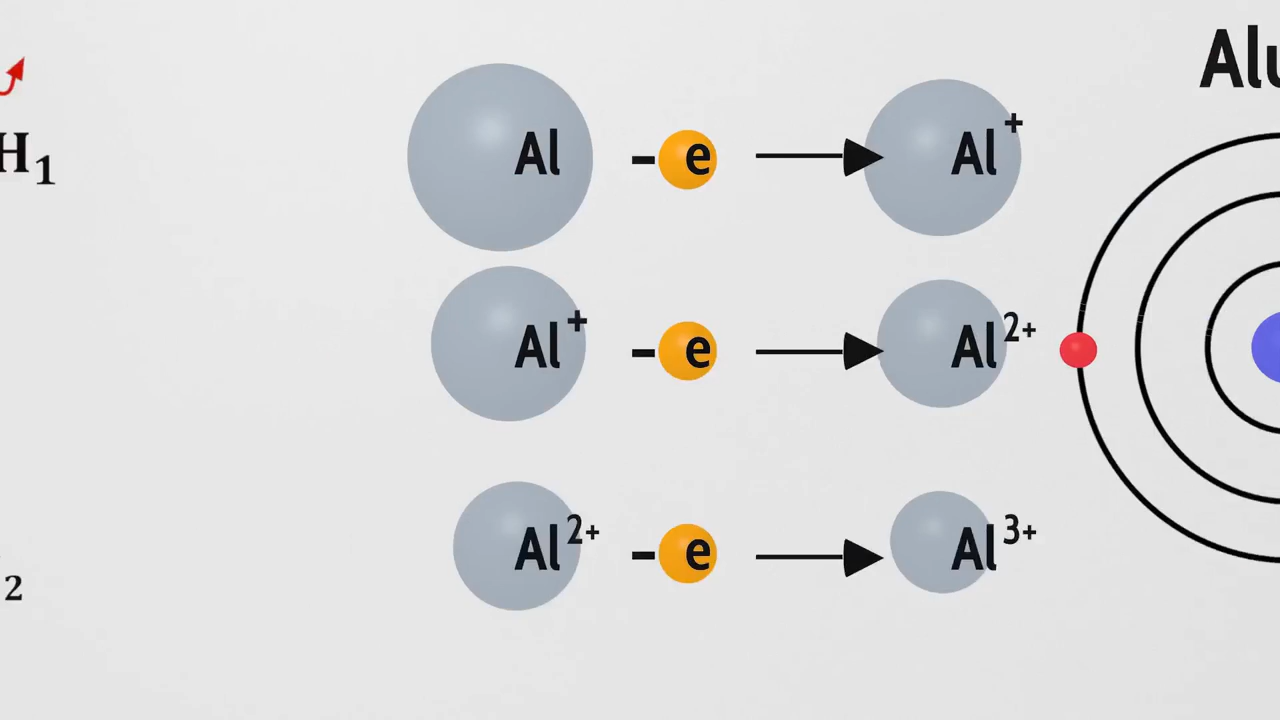 Alu
H₁
Al - e Al⁺
Al⁺ - e Al²⁺
Al²⁺ - e Al³⁺
2